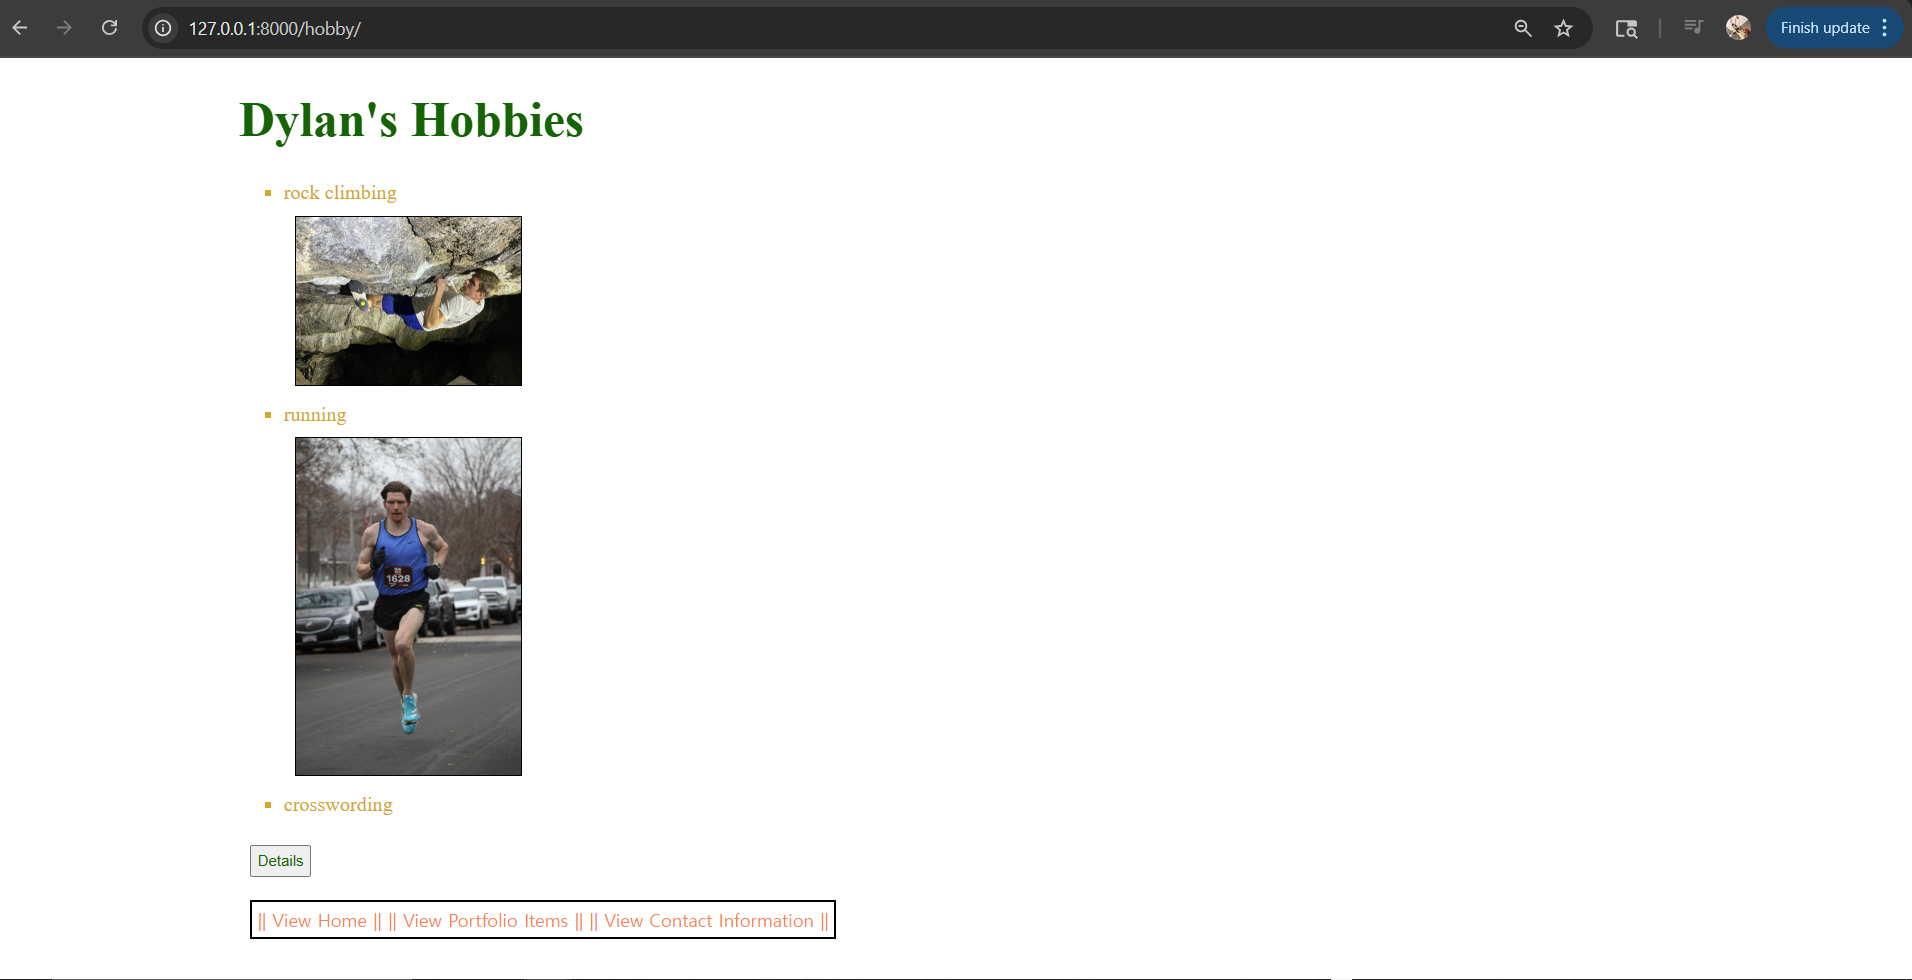 127.0.0.1:8000/hobby/
Finish update
Dylan's Hobbies
rock climbing
running
1628
crosswording
Details
|| View Home || || View Portfolio Items || || View Contact Information ||